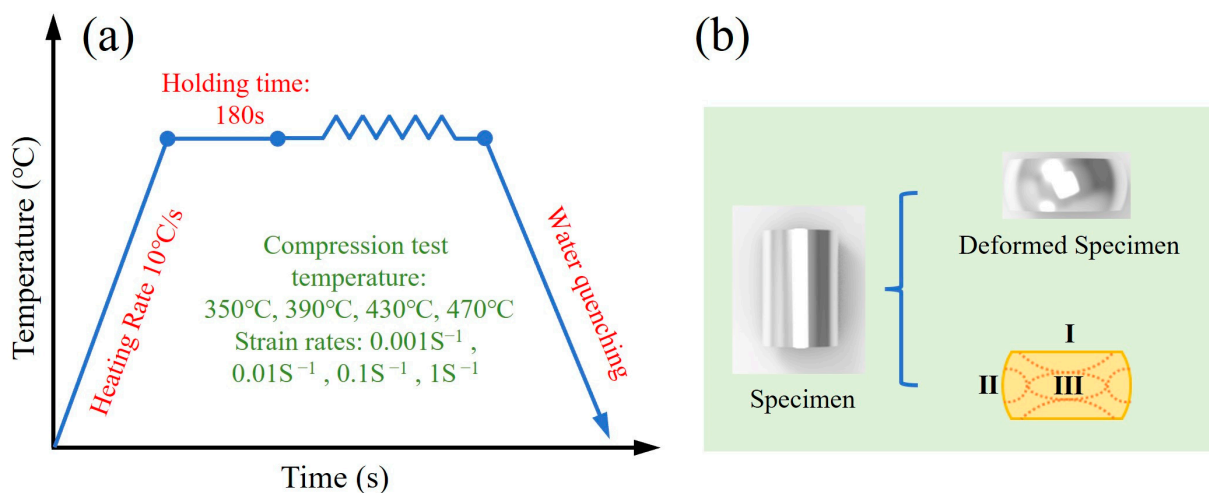 (a)
Temperature (℃)
Holding time:
180s
Heating Rate 10℃/s
Compression test
temperature:
350℃, 390℃, 430℃, 470℃
Strain rates: 0.001S⁻¹ ,
0.01S⁻¹ , 0.1S⁻¹ , 1S⁻¹
Water quenching
Time (s)
(b)
Specimen
Deformed Specimen
I
II
III